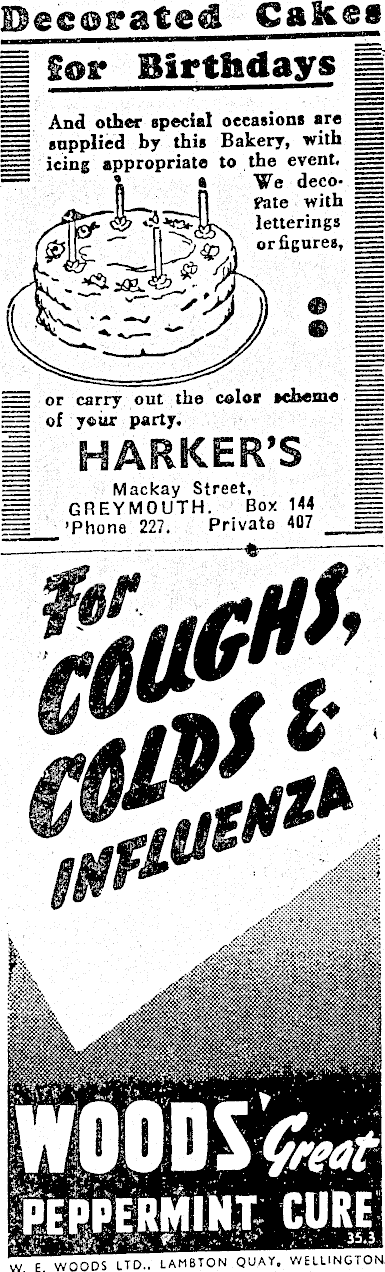 Decorated Cakes
for Birthdays
And other special occasions are
supplied by this Bakery, with
icing appropriate to the event.
We deco-
rate with
letterings
or figures,
or carry out the color scheme
of your party.
HARKER'S
Mackay Street,
GREYMOUTH. Box 144
'Phone 227. Private 407
For
COUGHS,
COLDS &
INFLUENZA
WOODS' Great
PEPPERMINT CURE
35.3
W. E. WOODS LTD., LAMBTON QUAY, WELLINGTON